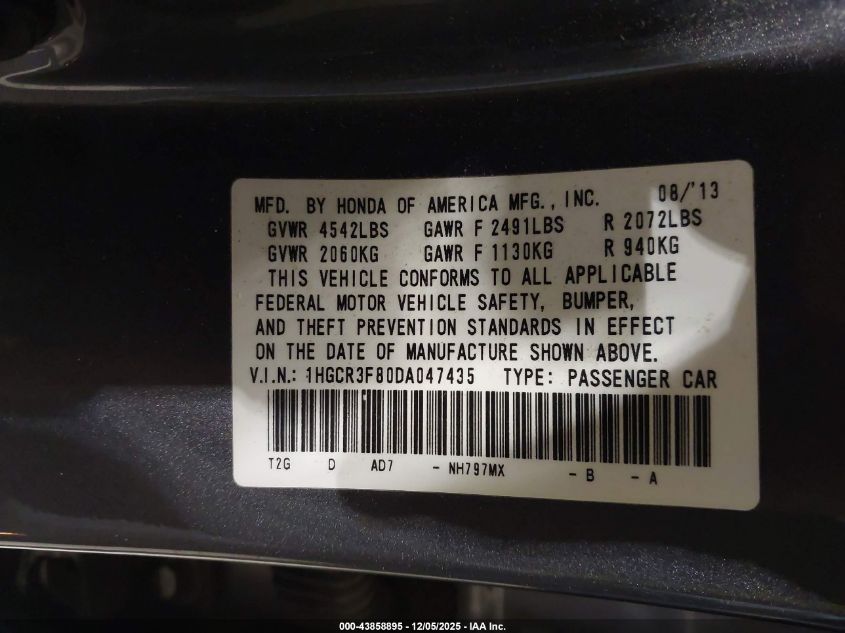 MFD. BY HONDA OF AMERICA MFG., INC. 08/'13
GVWR 4542LBS GAWR F 2491LBS R 2072LBS
GVWR 2060KG GAWR F 1130KG R 940KG
THIS VEHICLE CONFORMS TO ALL APPLICABLE
FEDERAL MOTOR VEHICLE SAFETY, BUMPER,
AND THEFT PREVENTION STANDARDS IN EFFECT
ON THE DATE OF MANUFACTURE SHOWN ABOVE.
V.I.N.: 1HGCR3F80DA047435 TYPE: PASSENGER CAR
T2G D AD7 - NH797MX - B - A
000-43858895 - 12/05/2025 - IAA Inc.